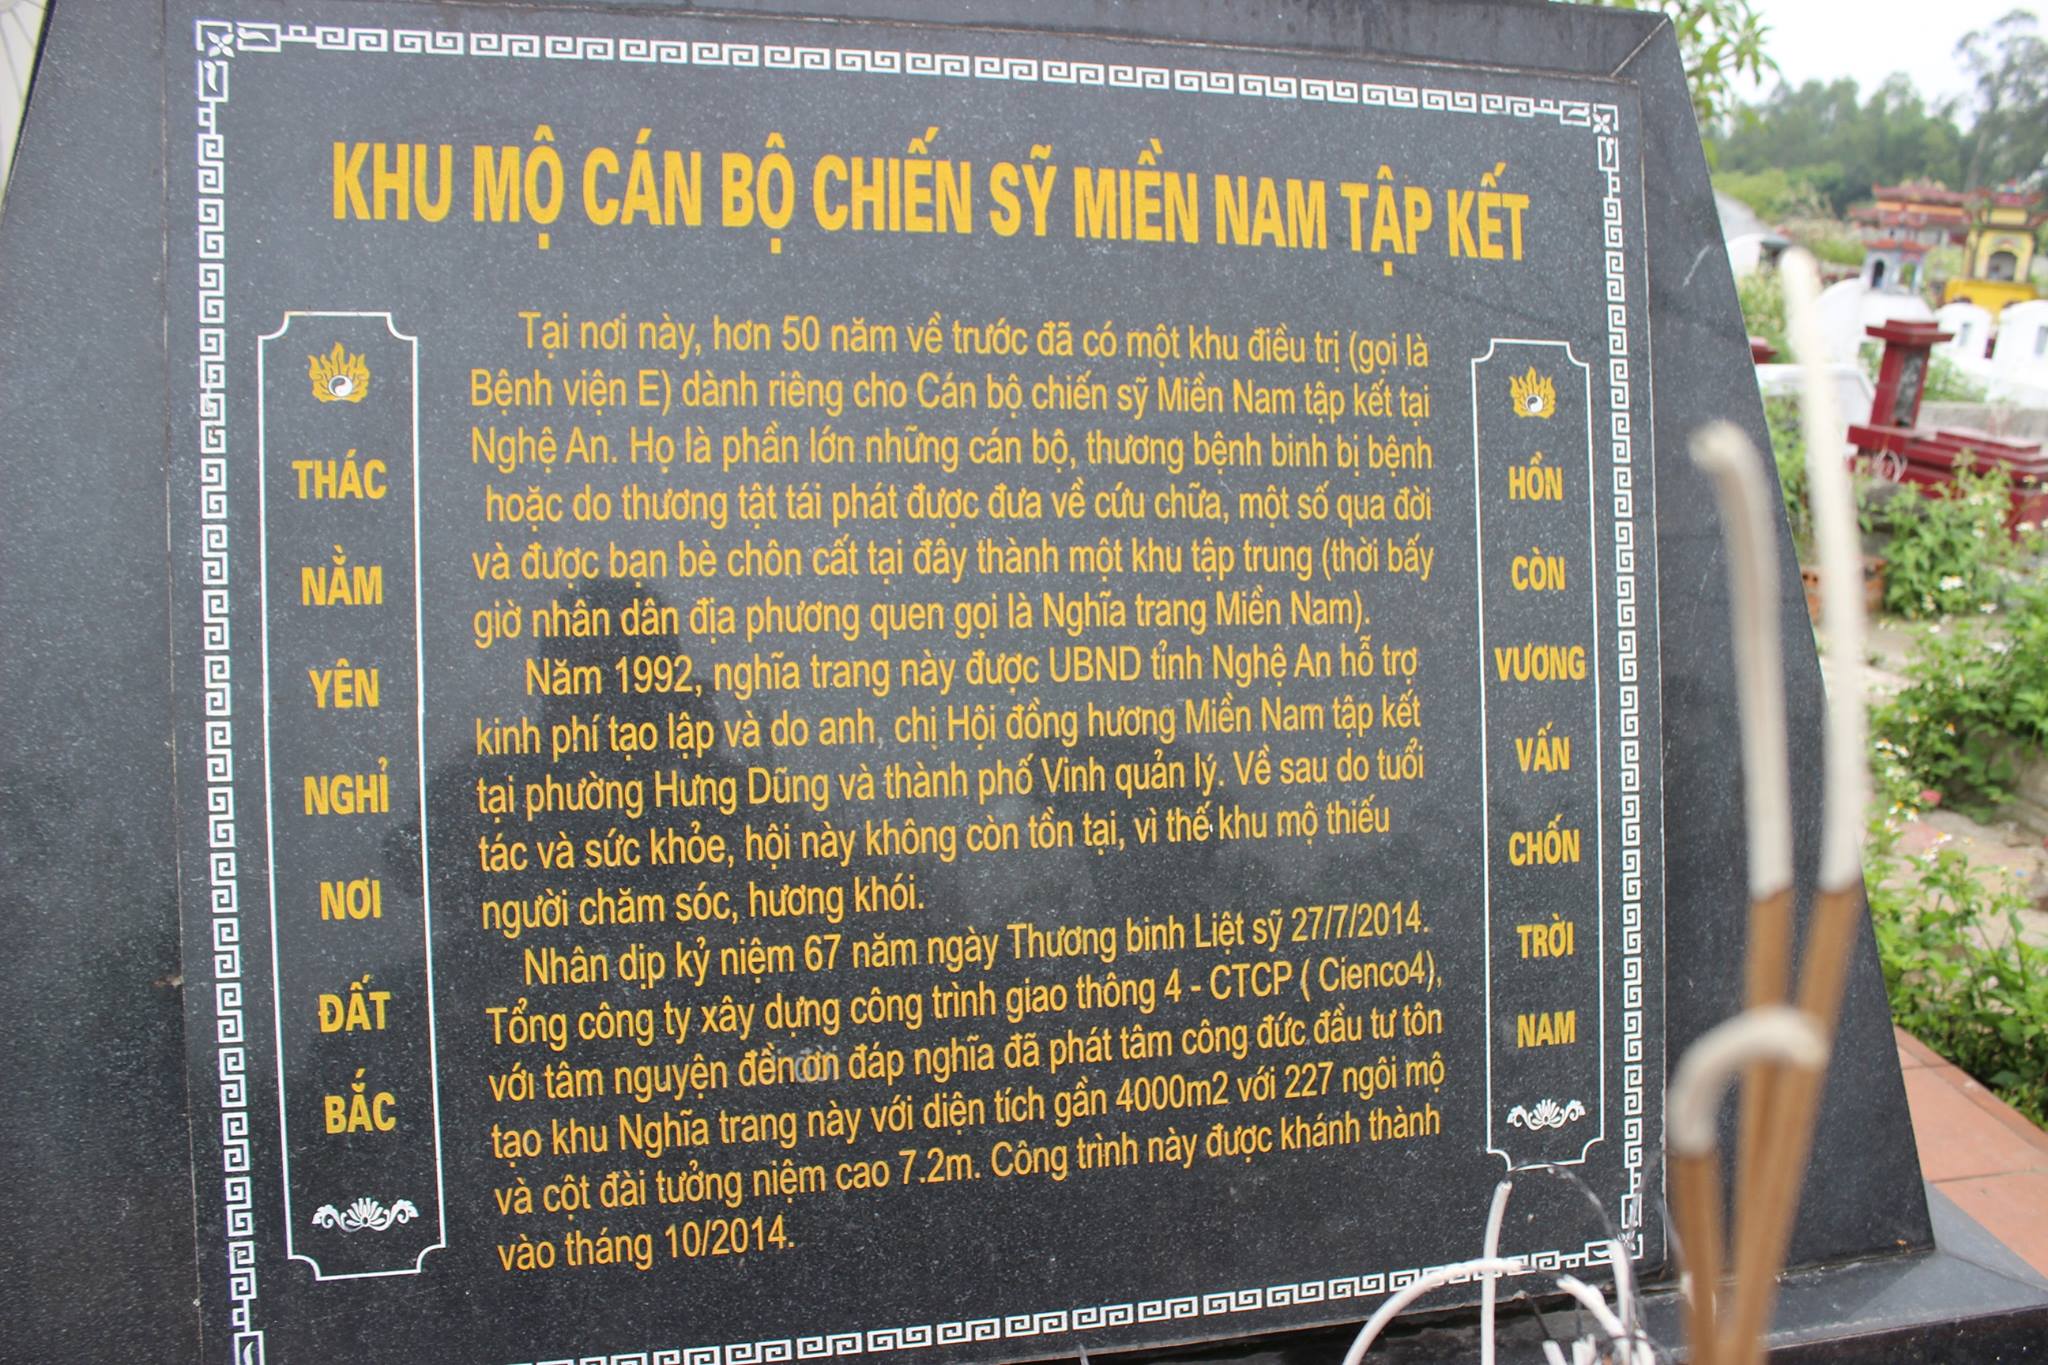 KHU MỘ CÁN BỘ CHIẾN SỸ MIỀN NAM TẬP KẾT
THÁC
NẰM
YÊN
NGHỈ
NƠI
ĐẤT
BẮC
Tại nơi này, hơn 50 năm về trước đã có một khu điều trị (gọi là
Bệnh viện E) dành riêng cho Cán bộ chiến sỹ Miền Nam tập kết tại
Nghệ An. Họ là phần lớn những cán bộ, thương bệnh binh bị bệnh
hoặc do thương tật tái phát được đưa về cứu chữa, một số qua đời
và được bạn bè chôn cất tại đây thành một khu tập trung (thời bấy
giờ nhân dân địa phương quen gọi là Nghĩa trang Miền Nam).
Năm 1992, nghĩa trang này được UBND tỉnh Nghệ An hỗ trợ
kinh phí tạo lập và do anh, chị Hội đồng hương Miền Nam tập kết
tại phường Hưng Dũng và thành phố Vinh quản lý. Về sau do tuổi
tác và sức khỏe, hội này không còn tồn tại, vì thế khu mộ thiếu
người chăm sóc, hương khói.
Nhân dịp kỷ niệm 67 năm ngày Thương binh Liệt sỹ 27/7/2014.
Tổng công ty xây dựng công trình giao thông 4 - CTCP ( Cienco4),
với tâm nguyện đền ơn đáp nghĩa đã phát tâm công đức đầu tư tôn
tạo khu Nghĩa trang này với diện tích gần 4000m2 với 227 ngôi mộ
và cột đài tưởng niệm cao 7.2m. Công trình này được khánh thành
vào tháng 10/2014.
HỒN
CÒN
VƯƠNG
VẤN
CHỐN
TRỜI
NAM